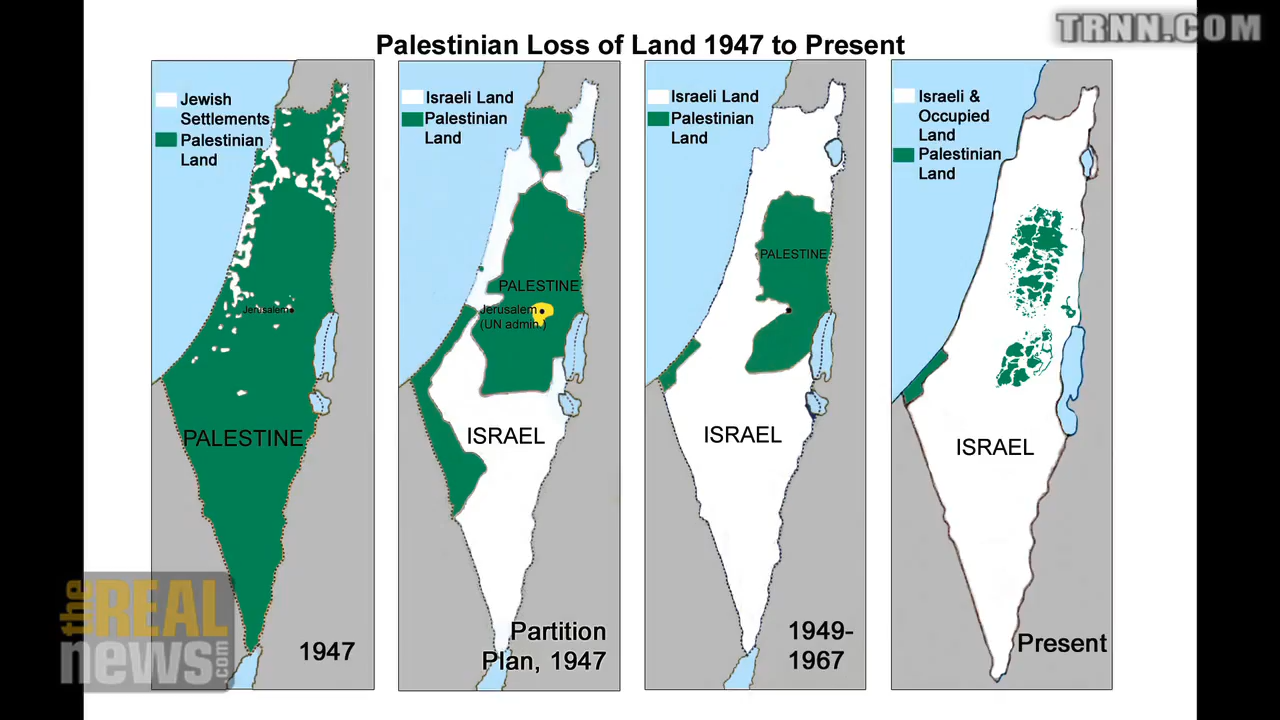 TRNN.COM
Palestinian Loss of Land 1947 to Present
Jewish
Settlements
Palestinian
Land
Jerusalem
PALESTINE
1947
Israeli Land
Palestinian
Land
PALESTINE
Jerusalem
(UN admin.)
ISRAEL
Partition
Plan, 1947
Israeli Land
Palestinian
Land
PALESTINE
ISRAEL
1949-
1967
Israeli &
Occupied
Land
Palestinian
Land
ISRAEL
Present
the REAL
news.com